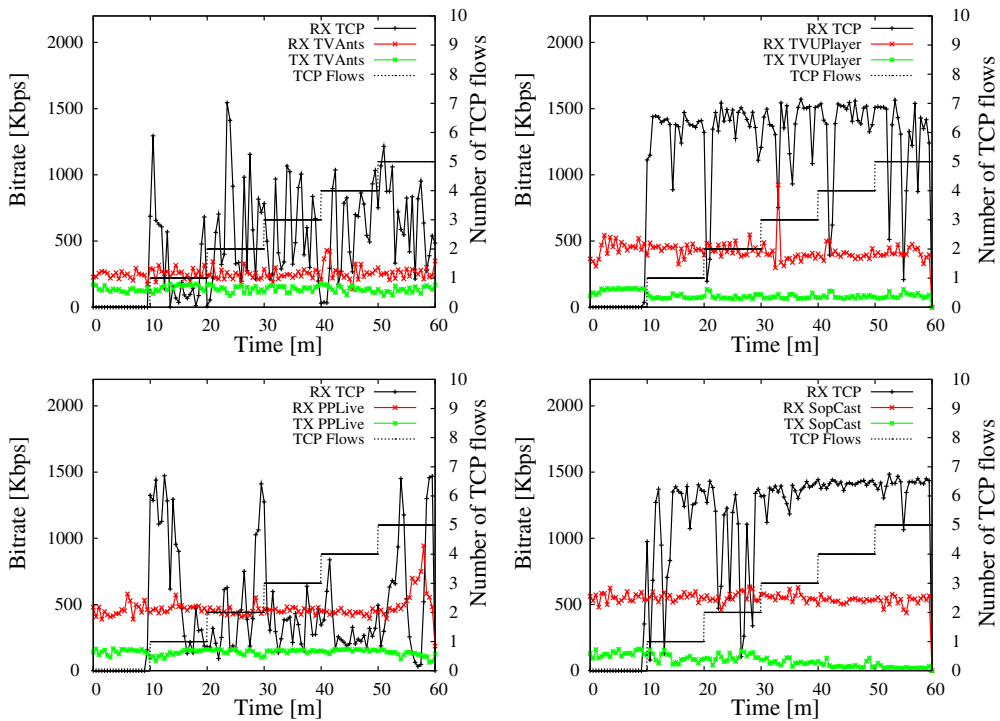 RX TCP
RX TVAnts
TX TVAnts
TCP Flows
Bitrate [Kbps]
Number of TCP flows
Time [m]
0
500
1000
1500
2000
0
1
2
3
4
5
6
7
8
9
10
0 10 20 30 40 50 60
RX TCP
RX TVUPlayer
TX TVUPlayer
TCP Flows
Bitrate [Kbps]
Number of TCP flows
Time [m]
0
500
1000
1500
2000
0
1
2
3
4
5
6
7
8
9
10
0 10 20 30 40 50 60
RX TCP
RX PPLive
TX PPLive
TCP Flows
Bitrate [Kbps]
Number of TCP flows
Time [m]
0
500
1000
1500
2000
0
1
2
3
4
5
6
7
8
9
10
0 10 20 30 40 50 60
RX TCP
RX SopCast
TX SopCast
TCP Flows
Bitrate [Kbps]
Number of TCP flows
Time [m]
0
500
1000
1500
2000
0
1
2
3
4
5
6
7
8
9
10
0 10 20 30 40 50 60